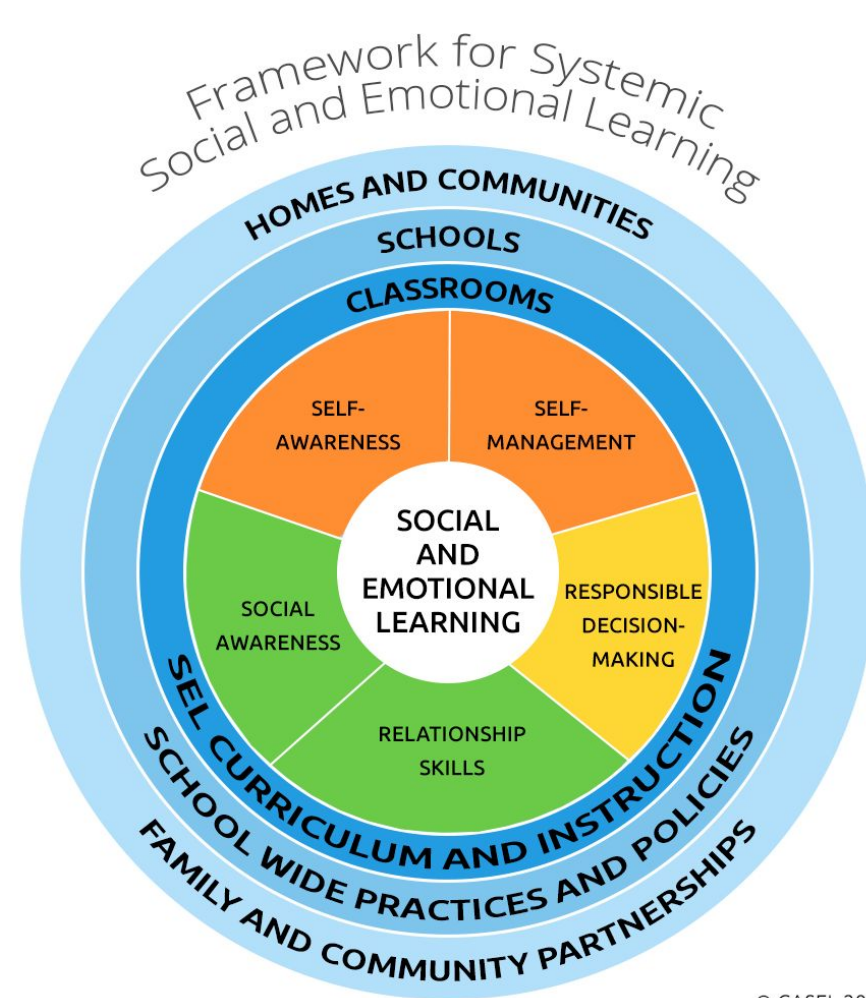 Framework for Systemic
Social and Emotional Learning
HOMES AND COMMUNITIES
SCHOOLS
CLASSROOMS
SELF-
AWARENESS
SELF-
MANAGEMENT
SOCIAL
AND
EMOTIONAL
LEARNING
SOCIAL
AWARENESS
RESPONSIBLE
DECISION-
MAKING
RELATIONSHIP
SKILLS
SEL CURRICULUM AND INSTRUCTION
SCHOOL WIDE PRACTICES AND POLICIES
FAMILY AND COMMUNITY PARTNERSHIPS
© CASEL